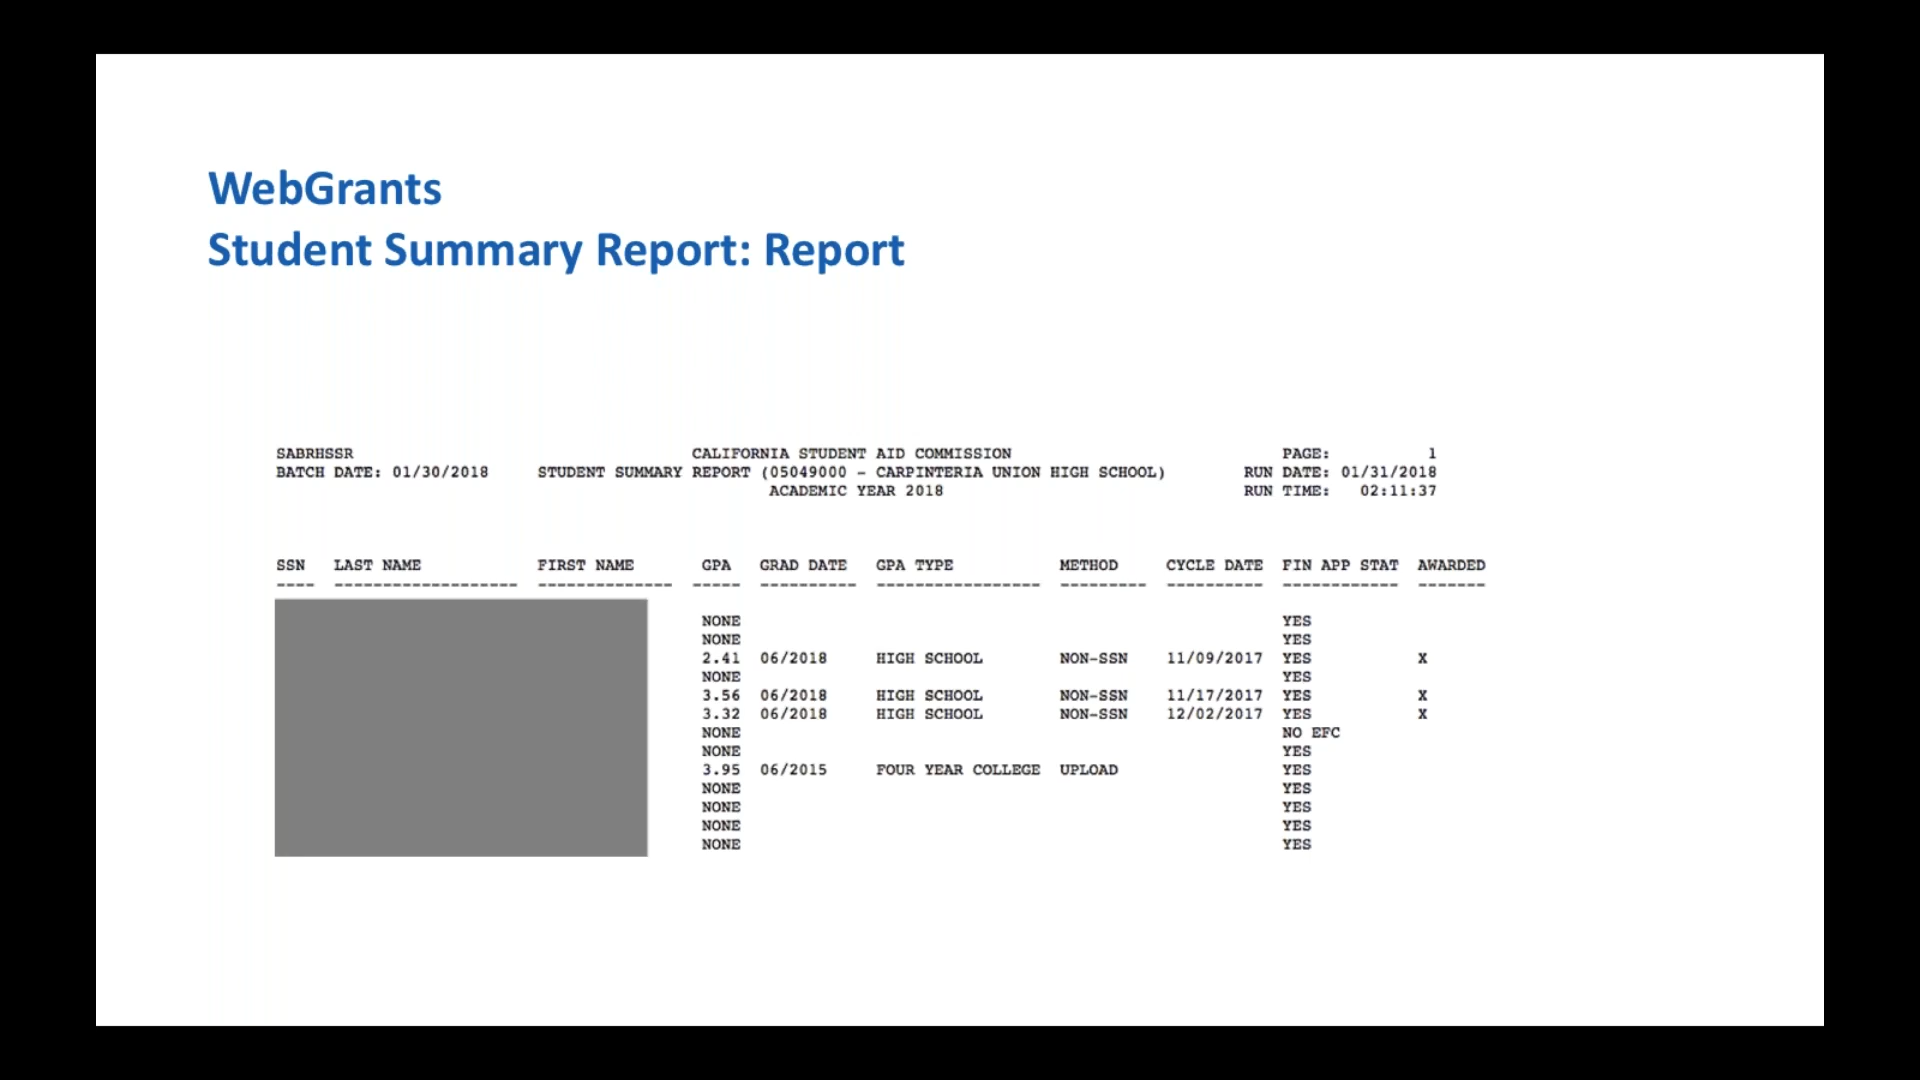 WebGrants
Student Summary Report: Report
SABRHSSR CALIFORNIA STUDENT AID COMMISSION PAGE: 1
BATCH DATE: 01/30/2018 STUDENT SUMMARY REPORT (05049000 - CARPINTERIA UNION HIGH SCHOOL) RUN DATE: 01/31/2018
ACADEMIC YEAR 2018 RUN TIME: 02:11:37
SSN LAST NAME FIRST NAME GPA GRAD DATE GPA TYPE METHOD CYCLE DATE FIN APP STAT AWARDED
---- ------------------- -------------- ----- ---------- ----------------- --------- ---------- ------------ -------
NONE YES
NONE YES
2.41 06/2018 HIGH SCHOOL NON-SSN 11/09/2017 YES X
NONE YES
3.56 06/2018 HIGH SCHOOL NON-SSN 11/17/2017 YES X
3.32 06/2018 HIGH SCHOOL NON-SSN 12/02/2017 YES X
NONE NO EFC
NONE YES
3.95 06/2015 FOUR YEAR COLLEGE UPLOAD YES
NONE YES
NONE YES
NONE YES
NONE YES